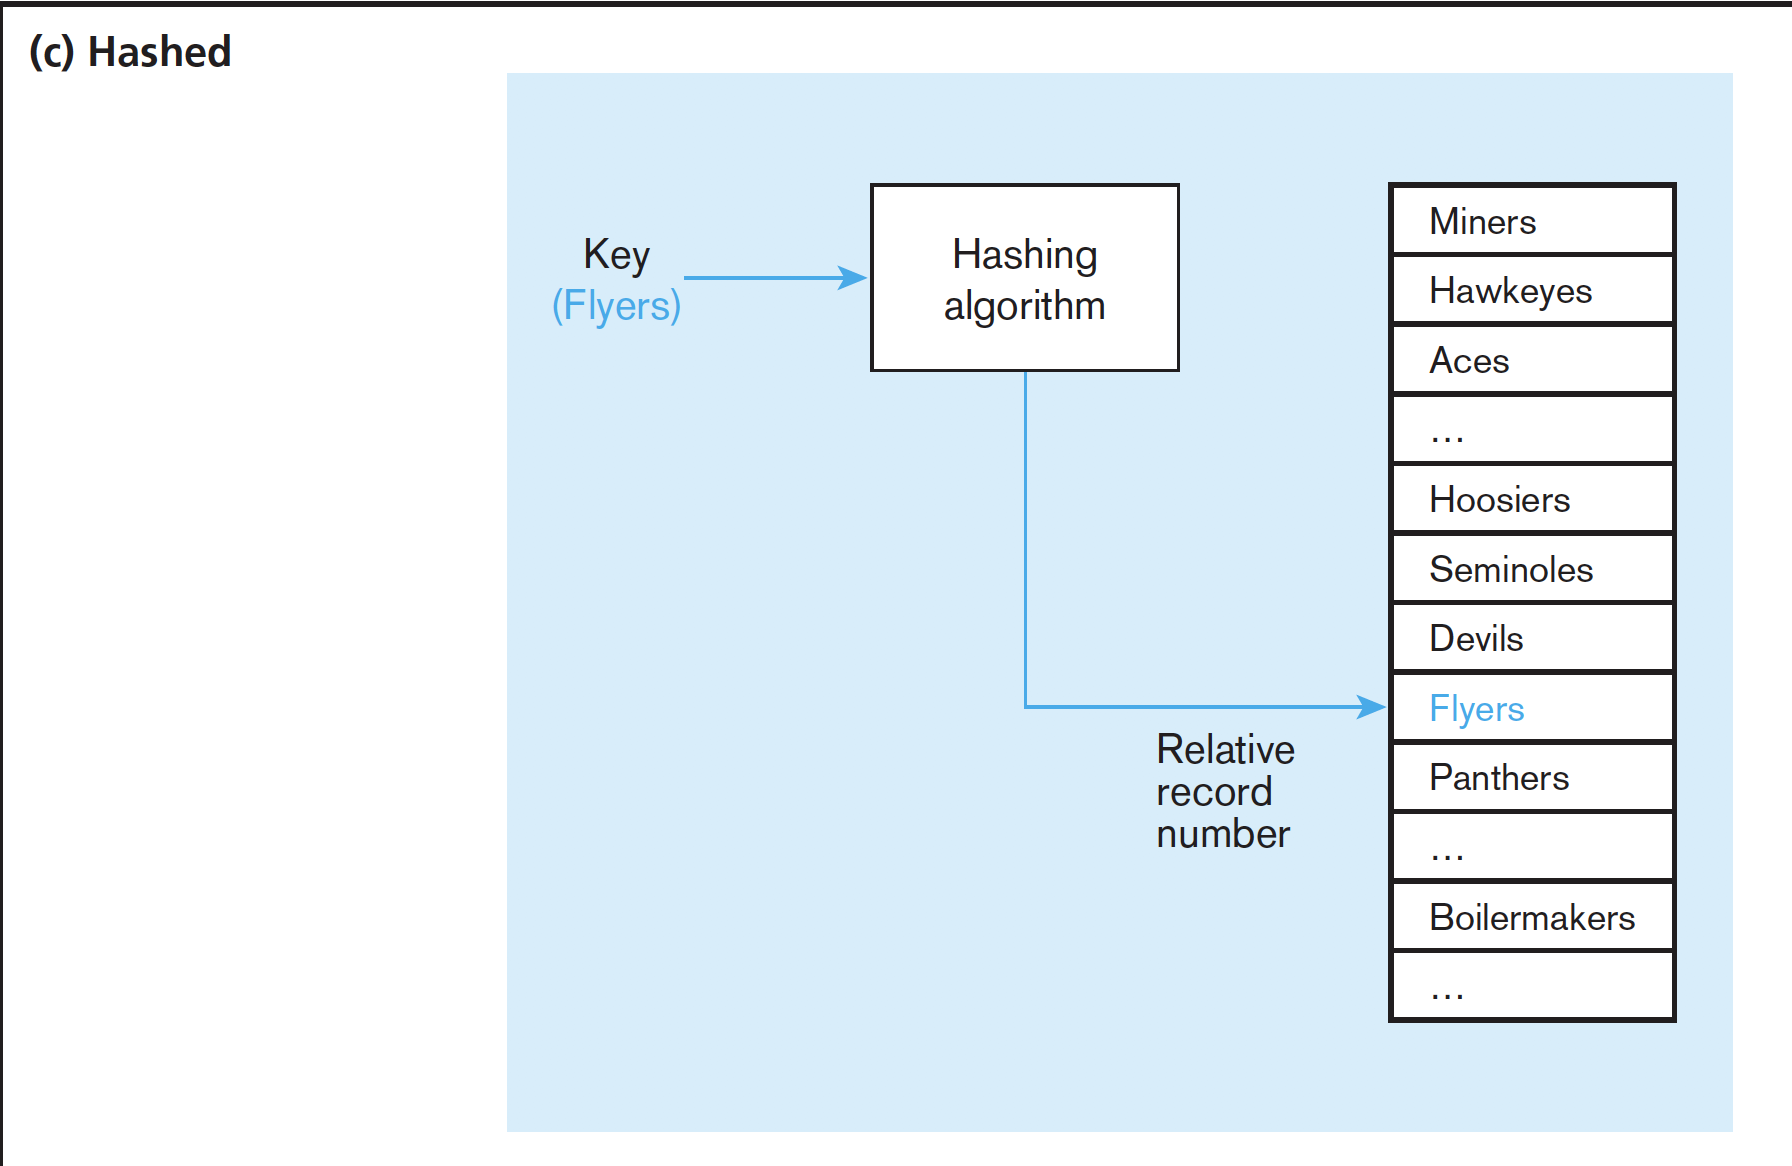 (c) Hashed
Key
(Flyers)
Hashing
algorithm
Relative
record
number
Miners
Hawkeyes
Aces
...
Hoosiers
Seminoles
Devils
Flyers
Panthers
...
Boilermakers
...